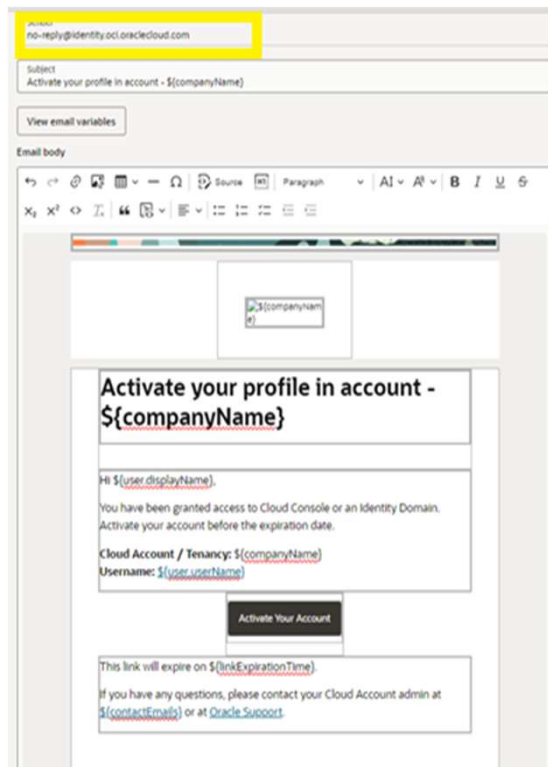 Sender
no-reply@identity.oci.oraclecloud.com
Subject
Activate your profile in account - ${companyName}
View email variables
Email body
Source
Paragraph
AI
A
B I U S
X₂ X²
${companyNam
e}
Activate your profile in account -
${companyName}
Hi ${user.displayName},
You have been granted access to Cloud Console or an Identity Domain.
Activate your account before the expiration date.
Cloud Account / Tenancy: ${companyName}
Username: ${user.userName}
Activate Your Account
This link will expire on ${linkExpirationTime}.
If you have any questions, please contact your Cloud Account admin at
${contactEmails} or at Oracle Support.